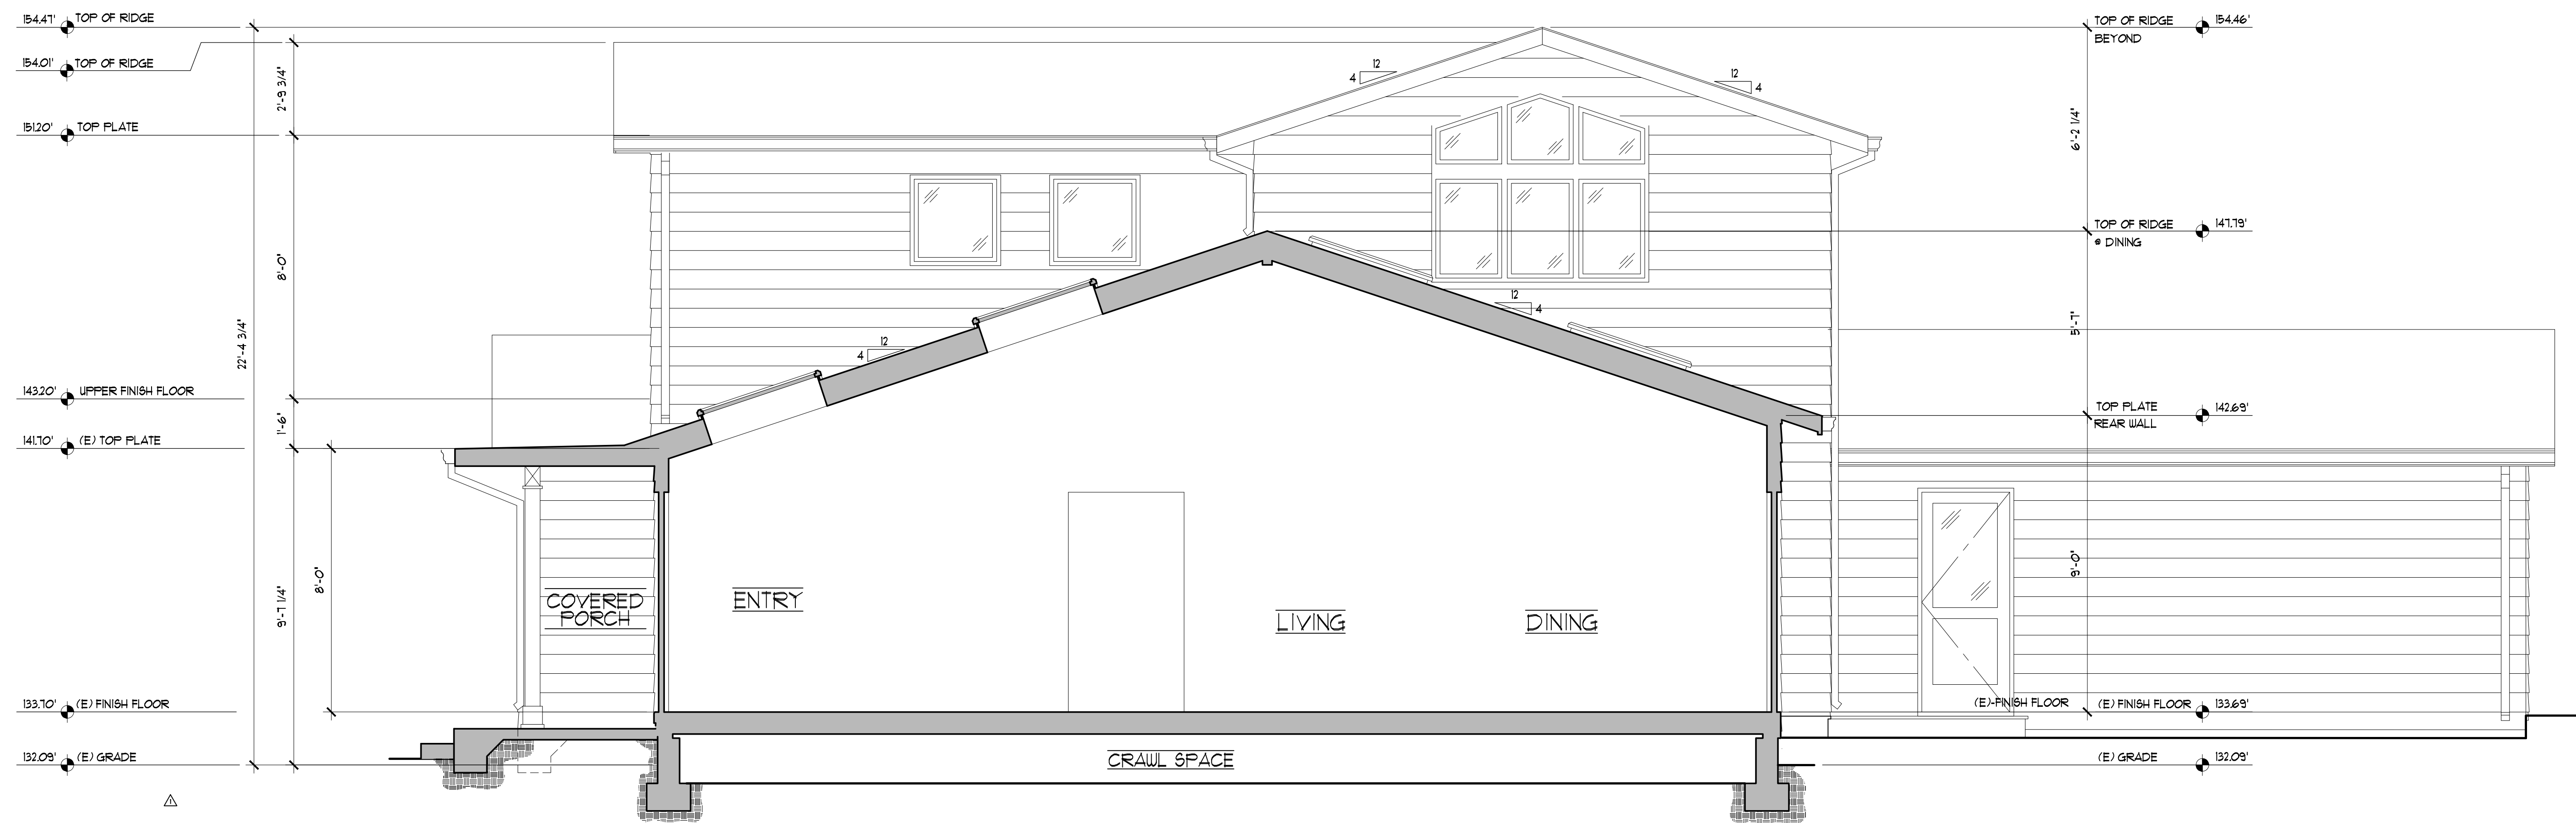 154.47' TOP OF RIDGE
154.01' TOP OF RIDGE
151.20' TOP PLATE
143.20' UPPER FINISH FLOOR
141.70' (E) TOP PLATE
133.70' (E) FINISH FLOOR
132.09' (E) GRADE
22'-4 3/4"
2'-9 3/4"
8'-0"
1'-6"
9'-7 1/4"
8'-0"
12
4
12
4
12
4
12
4
COVERED
PORCH
ENTRY
LIVING
DINING
CRAWL SPACE
TOP OF RIDGE 154.46'
BEYOND
6'-2 1/4"
TOP OF RIDGE 147.79'
@ DINING
5'-7"
TOP PLATE 142.69'
REAR WALL
9'-0"
(E) FINISH FLOOR
(E) FINISH FLOOR 133.69'
(E) GRADE 132.09'
1